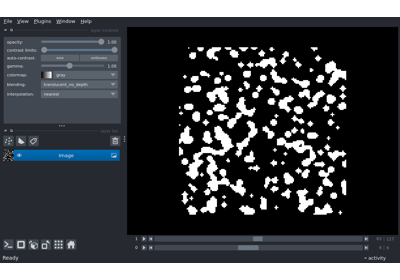 File View Plugins Window Help
opacity: 1.00
contrast limits:
auto-contrast: once continuous
gamma: 1.00
colormap: gray
blending: translucent_no_depth
interpolation: nearest
Image
1
0
Ready
activity